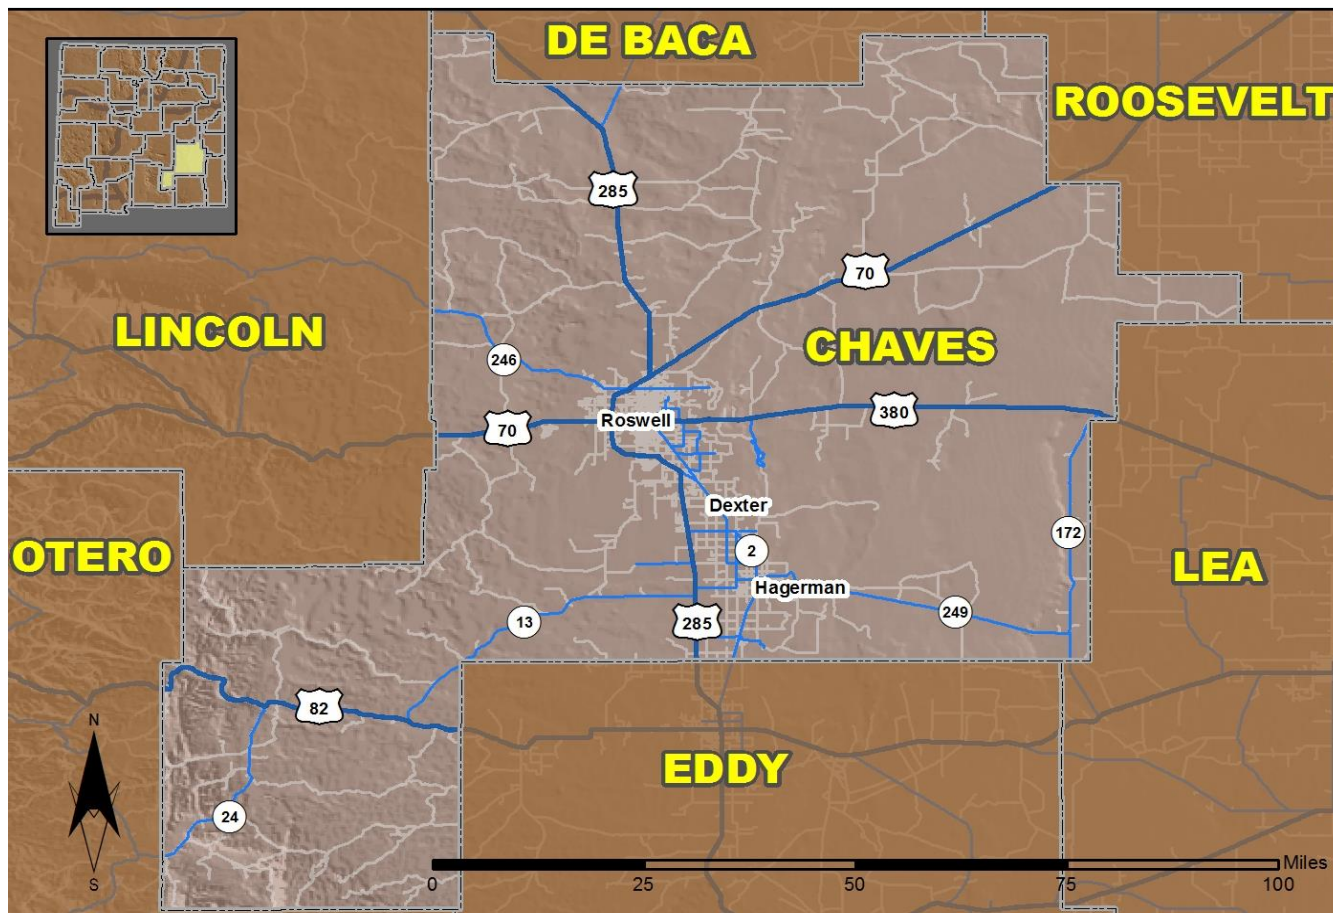 DE BACA
ROOSEVELT
285
70
LINCOLN
CHAVES
246
70
Roswell
380
Dexter
172
OTERO
2
LEA
Hagerman
13
285
249
82
N
EDDY
24
S
Miles
0 25 50 75 100